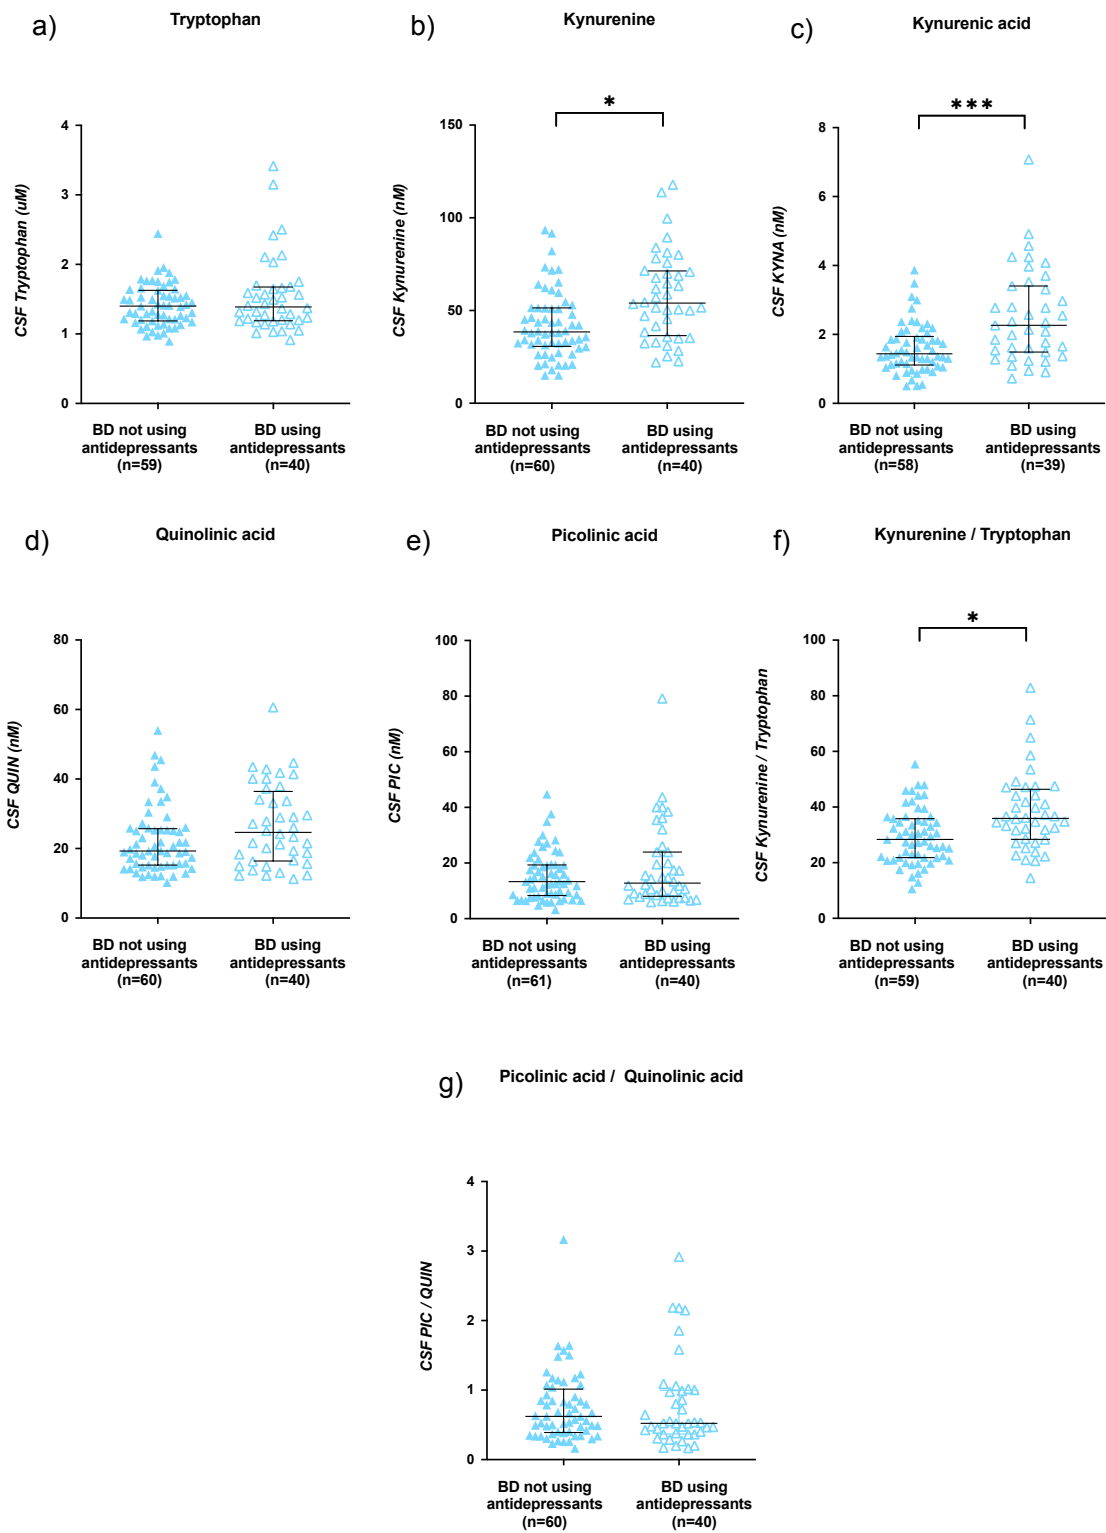 a)
Tryptophan
CSF Tryptophan (uM)
4
3
2
1
0
BD not using
antidepressants
(n=59)
BD using
antidepressants
(n=40)
b)
Kynurenine
*
CSF Kynurenine (nM)
150
100
50
0
BD not using
antidepressants
(n=60)
BD using
antidepressants
(n=40)
c)
Kynurenic acid
***
CSF KYNA (nM)
8
6
4
2
0
BD not using
antidepressants
(n=58)
BD using
antidepressants
(n=39)
d)
Quinolinic acid
CSF QUIN (nM)
80
60
40
20
0
BD not using
antidepressants
(n=60)
BD using
antidepressants
(n=40)
e)
Picolinic acid
CSF PIC (nM)
100
80
60
40
20
0
BD not using
antidepressants
(n=61)
BD using
antidepressants
(n=40)
f)
Kynurenine / Tryptophan
*
CSF Kynurenine / Tryptophan
100
80
60
40
20
0
BD not using
antidepressants
(n=59)
BD using
antidepressants
(n=40)
g)
Picolinic acid / Quinolinic acid
CSF PIC / QUIN
4
3
2
1
0
BD not using
antidepressants
(n=60)
BD using
antidepressants
(n=40)